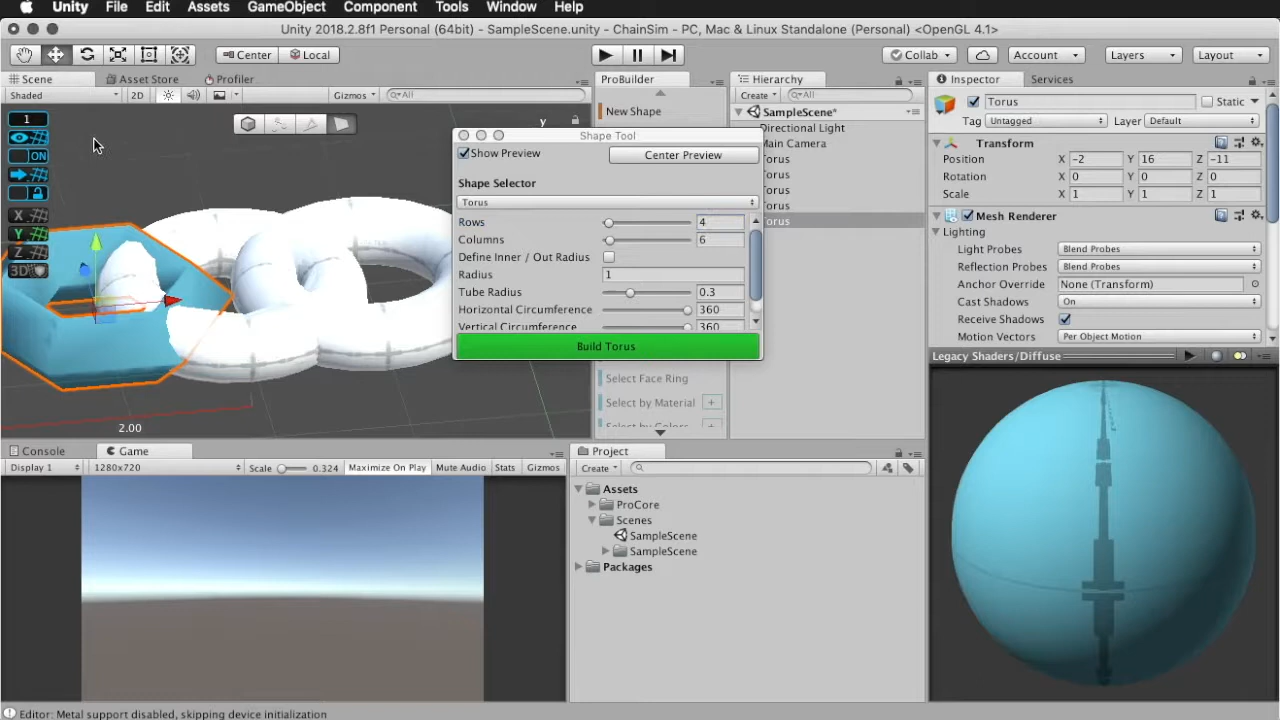 Unity File Edit Assets GameObject Component Tools Window Help
Unity 2018.2.8f1 Personal (64bit) - SampleScene.unity - ChainSim - PC, Mac & Linux Standalone (Personal) <OpenGL 4.1>
Center Local Collab Account Layers Layout
Scene Asset Store Profiler ProBuilder Hierarchy Inspector Services
Shaded 2D Gizmos All Create All
New Shape
SampleScene*
Directional Light
Main Camera
Torus
Torus
Torus
Torus
Torus
1
ON
X
Y
Z
3D
y
2.00
Shape Tool
Show Preview Center Preview
Shape Selector
Torus
Rows 4
Columns 6
Define Inner / Out Radius
Radius 1
Tube Radius 0.3
Horizontal Circumference 360
Vertical Circumference 360
Build Torus
Select Face Ring
Select by Material +
Select by Colors
Torus Static
Tag Untagged Layer Default
Transform
Position X -2 Y 16 Z -11
Rotation X 0 Y 0 Z 0
Scale X 1 Y 1 Z 1
Mesh Renderer
Lighting
Light Probes Blend Probes
Reflection Probes Blend Probes
Anchor Override None (Transform)
Cast Shadows On
Receive Shadows
Motion Vectors Per Object Motion
Legacy Shaders/Diffuse
Console Game
Display 1 1280x720 Scale 0.324 Maximize On Play Mute Audio Stats Gizmos
Project
Create
Assets
ProCore
Scenes
SampleScene
SampleScene
Packages
Editor: Metal support disabled, skipping device initialization